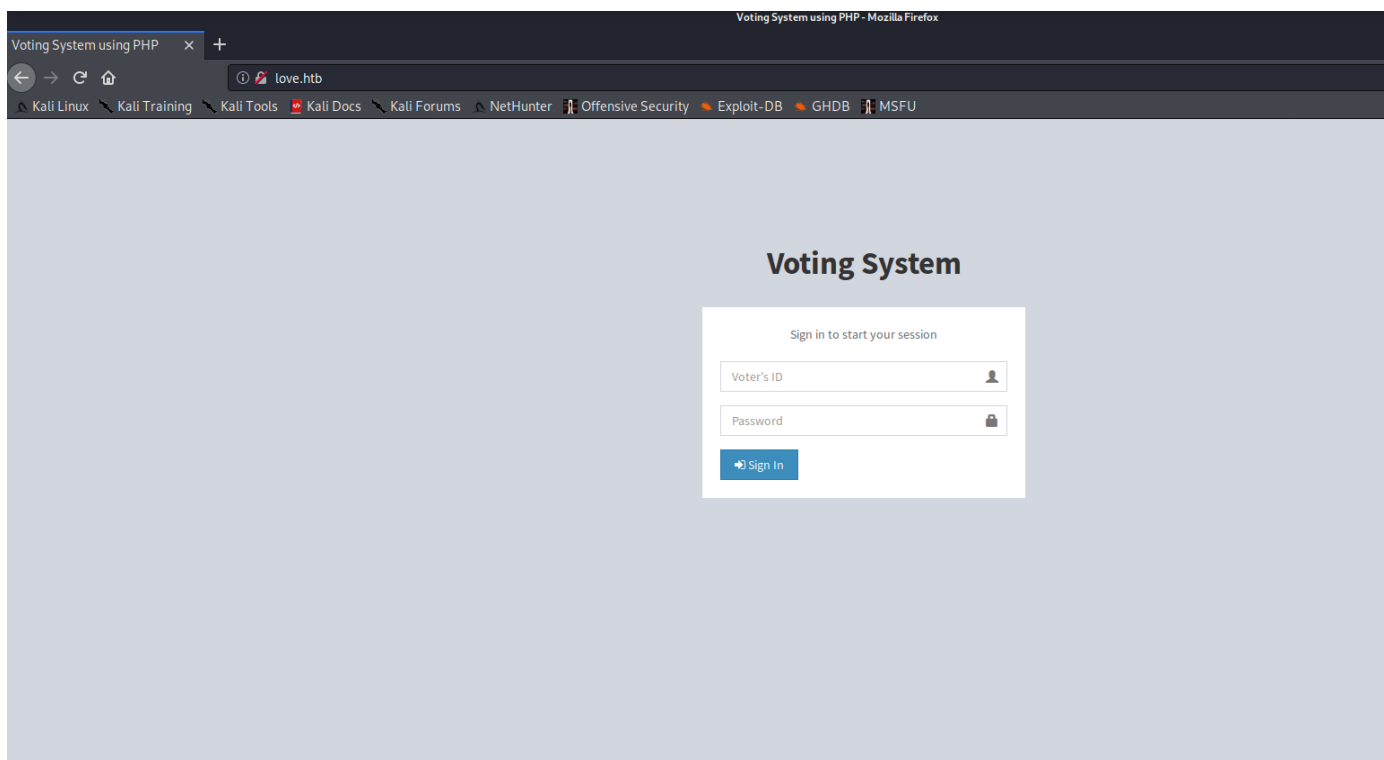 Voting System using PHP - Mozilla Firefox
Voting System using PHP
love.htb
Kali Linux Kali Training Kali Tools Kali Docs Kali Forums NetHunter Offensive Security Exploit-DB GHDB MSFU
Voting System
Sign in to start your session
Voter's ID
Password
Sign In